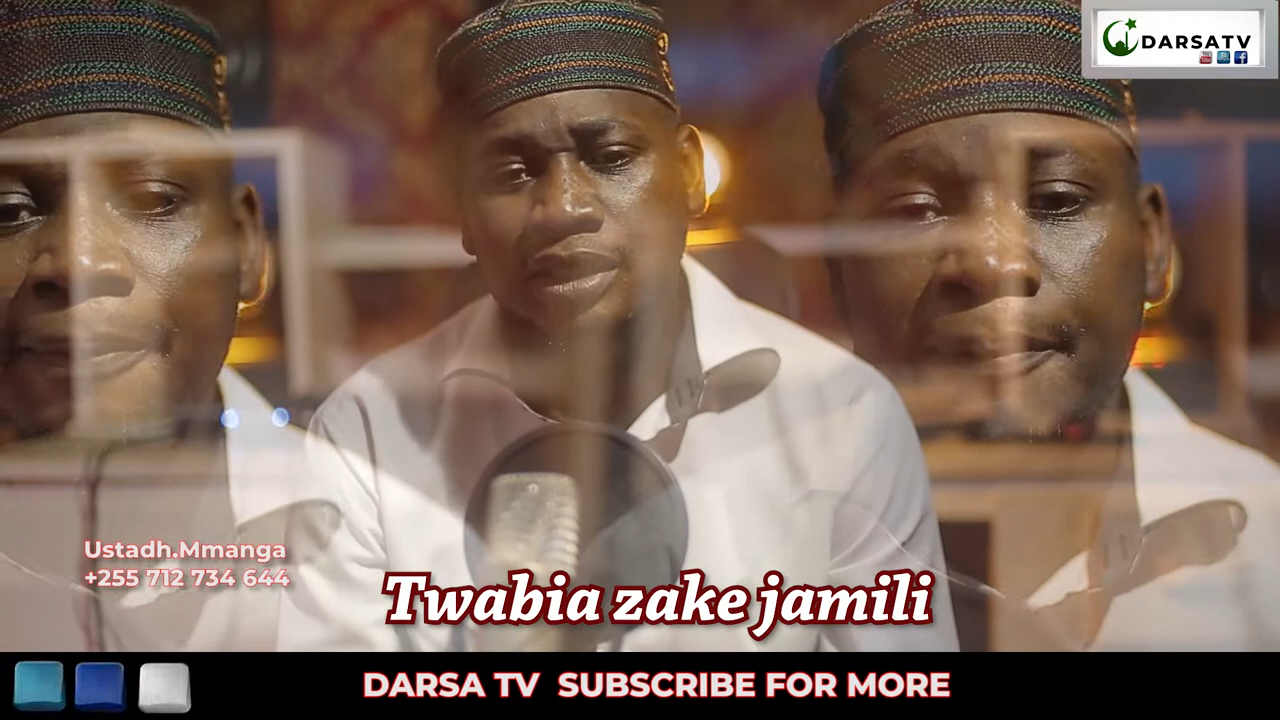 DARSATV
Ustadh.Mmanga
+255 712 734 644
Twabia zake jamili
DARSA TV SUBSCRIBE FOR MORE